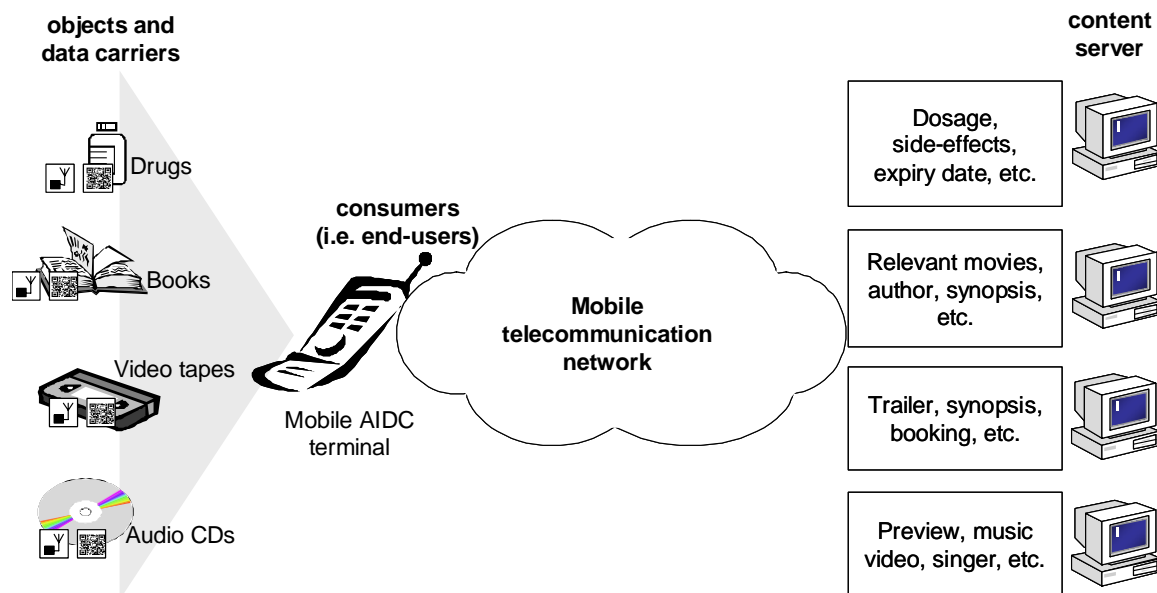 objects and
data carriers
content
server
Drugs
Books
Video tapes
Audio CDs
consumers
(i.e. end-users)
Mobile AIDC
terminal
Mobile
telecommunication
network
Dosage,
side-effects,
expiry date, etc.
Relevant movies,
author, synopsis,
etc.
Trailer, synopsis,
booking, etc.
Preview, music
video, singer, etc.